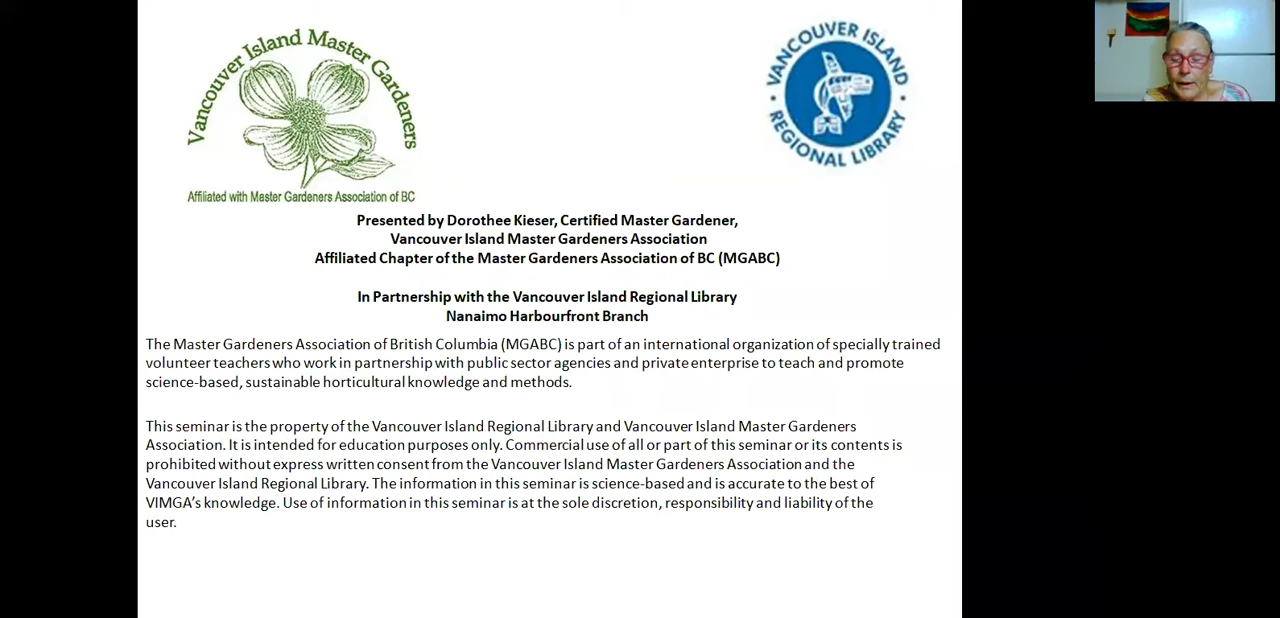 Vancouver Island Master Gardeners
Affiliated with Master Gardeners Association of BC
VANCOUVER ISLAND
REGIONAL LIBRARY
Presented by Dorothee Kieser, Certified Master Gardener,
Vancouver Island Master Gardeners Association
Affiliated Chapter of the Master Gardeners Association of BC (MGABC)
In Partnership with the Vancouver Island Regional Library
Nanaimo Harbourfront Branch
The Master Gardeners Association of British Columbia (MGABC) is part of an international organization of specially trained
volunteer teachers who work in partnership with public sector agencies and private enterprise to teach and promote
science-based, sustainable horticultural knowledge and methods.
This seminar is the property of the Vancouver Island Regional Library and Vancouver Island Master Gardeners
Association. It is intended for education purposes only. Commercial use of all or part of this seminar or its contents is
prohibited without express written consent from the Vancouver Island Master Gardeners Association and the
Vancouver Island Regional Library. The information in this seminar is science-based and is accurate to the best of
VIMGA's knowledge. Use of information in this seminar is at the sole discretion, responsibility and liability of the
user.